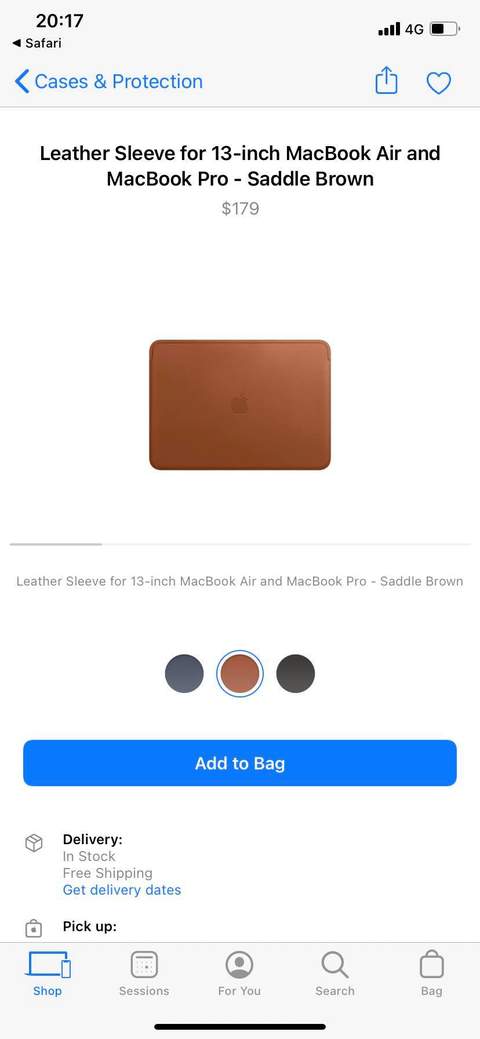 20:17
4G
◀ Safari
Cases & Protection
Leather Sleeve for 13-inch MacBook Air and
MacBook Pro - Saddle Brown
$179
Leather Sleeve for 13-inch MacBook Air and MacBook Pro - Saddle Brown
Add to Bag
Delivery:
In Stock
Free Shipping
Get delivery dates
Pick up:
Shop
Sessions
For You
Search
Bag